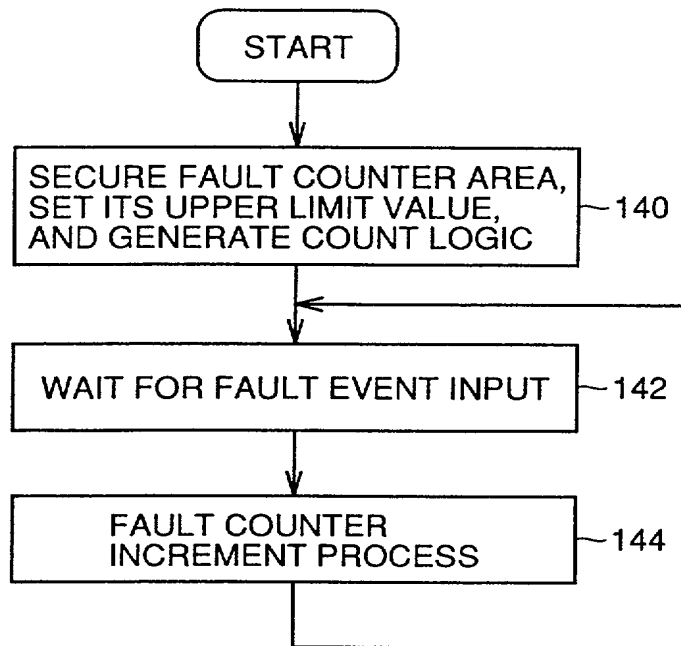 START
SECURE FAULT COUNTER AREA,
SET ITS UPPER LIMIT VALUE,
AND GENERATE COUNT LOGIC
140
WAIT FOR FAULT EVENT INPUT
142
FAULT COUNTER
INCREMENT PROCESS
144